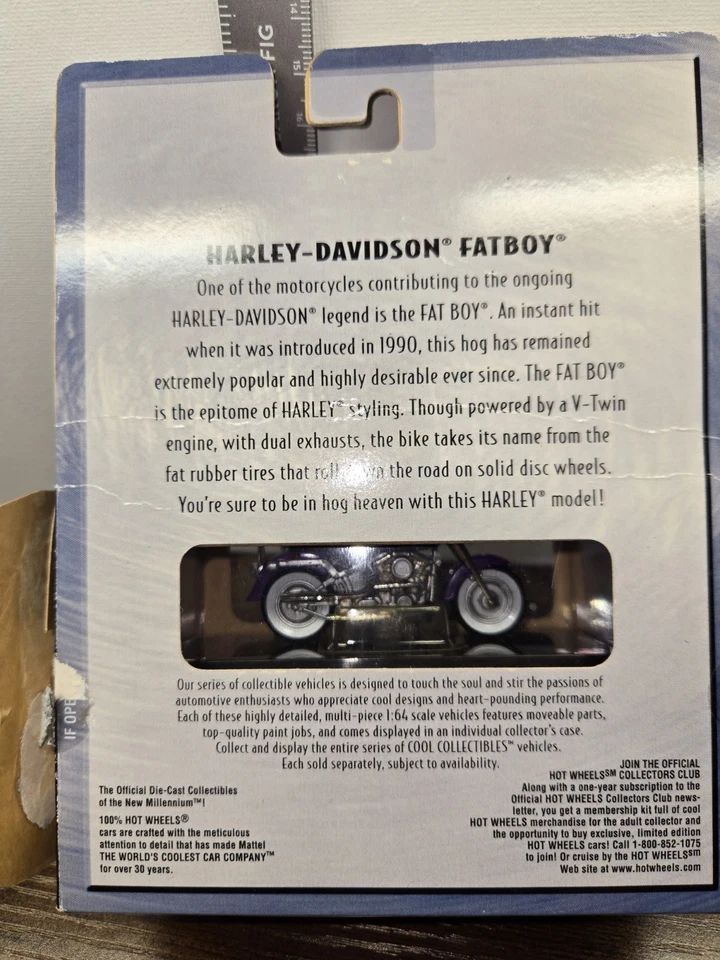 FIG
14
15
16
HARLEY-DAVIDSON® FATBOY®
One of the motorcycles contributing to the ongoing
HARLEY-DAVIDSON® legend is the FAT BOY®. An instant hit
when it was introduced in 1990, this hog has remained
extremely popular and highly desirable ever since. The FAT BOY®
is the epitome of HARLEY® styling. Though powered by a V-Twin
engine, with dual exhausts, the bike takes its name from the
fat rubber tires that roll down the road on solid disc wheels.
You're sure to be in hog heaven with this HARLEY® model!
Our series of collectible vehicles is designed to touch the soul and stir the passions of
automotive enthusiasts who appreciate cool designs and heart-pounding performance.
Each of these highly detailed, multi-piece 1:64 scale vehicles features moveable parts,
top-quality paint jobs, and comes displayed in an individual collector's case.
Collect and display the entire series of COOL COLLECTIBLES™ vehicles.
Each sold separately, subject to availability.
IF OPE
The Official Die-Cast Collectibles
of the New Millennium™!
100% HOT WHEELS®
cars are crafted with the meticulous
attention to detail that has made Mattel
THE WORLD'S COOLEST CAR COMPANY™
for over 30 years.
JOIN THE OFFICIAL
HOT WHEELS℠ COLLECTORS CLUB
Along with a one-year subscription to the
Official HOT WHEELS Collectors Club news-
letter, you get a membership kit full of cool
HOT WHEELS merchandise for the adult collector and
the opportunity to buy exclusive, limited edition
HOT WHEELS cars! Call 1-800-852-1075
to join! Or cruise by the HOT WHEELS℠
Web site at www.hotwheels.com